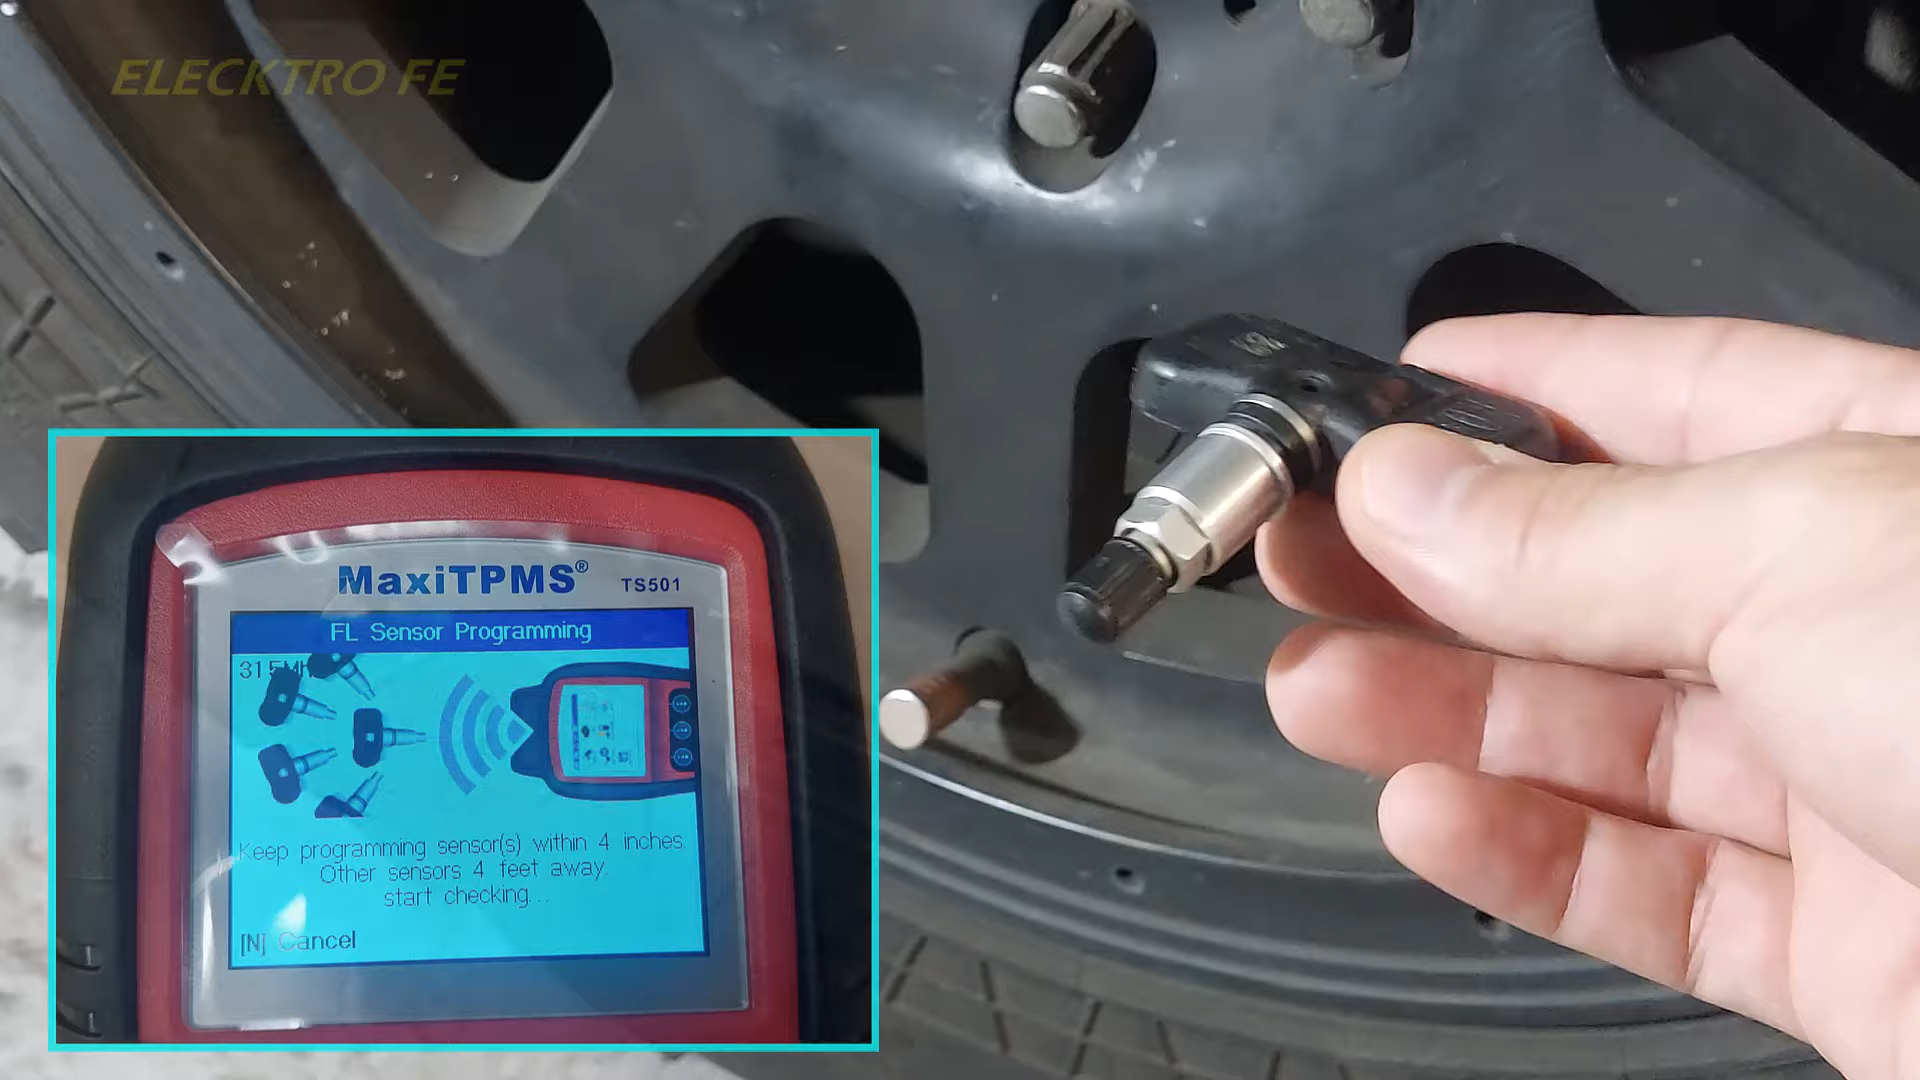 ELECKTRO FE
MaxiTPMS® TS501
FL Sensor Programming
315Mh
Keep programming sensor(s) within 4 inches.
Other sensors 4 feet away.
start checking...
[N] Cancel